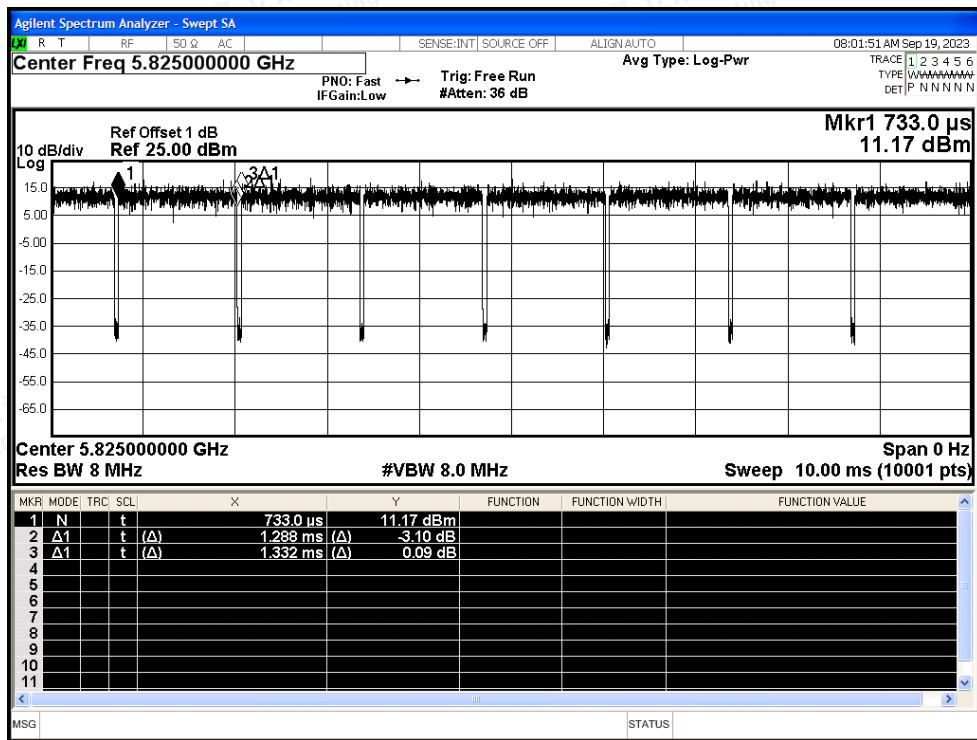 Agilent Spectrum Analyzer - Swept SA
LXI R T RF 50 Ω AC SENSE:INT SOURCE OFF ALIGN AUTO 08:01:51 AM Sep 19, 2023
Center Freq 5.825000000 GHz
PNO: Fast
IFGain:Low
Trig: Free Run
#Atten: 36 dB
Avg Type: Log-Pwr
TRACE 1 2 3 4 5 6
TYPE
DET P N N N N N
Mkr1 733.0 µs
11.17 dBm
Ref Offset 1 dB
10 dB/div Ref 25.00 dBm
Log
1
3Δ1
15.0
5.00
-5.00
-15.0
-25.0
-35.0
-45.0
-55.0
-65.0
Center 5.825000000 GHz Span 0 Hz
Res BW 8 MHz #VBW 8.0 MHz Sweep 10.00 ms (10001 pts)
MKR MODE TRC SCL X Y FUNCTION FUNCTION WIDTH FUNCTION VALUE
1 N t 733.0 µs 11.17 dBm
2 Δ1 t (Δ) 1.288 ms (Δ) -3.10 dB
3 Δ1 t (Δ) 1.332 ms (Δ) 0.09 dB
4
5
6
7
8
9
10
11
MSG STATUS